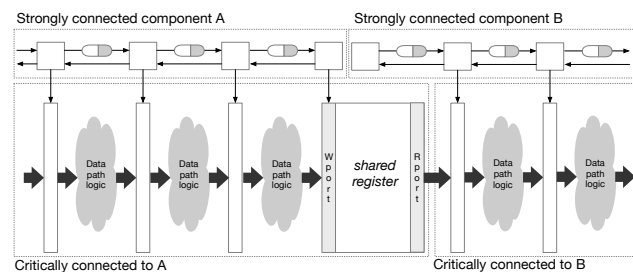 Strongly connected component A
Strongly connected component B
Data
path
logic
Data
path
logic
Data
path
logic
W
p
o
r
t
shared
register
R
p
o
r
t
Data
path
logic
Data
path
logic
Critically connected to A
Critically connected to B